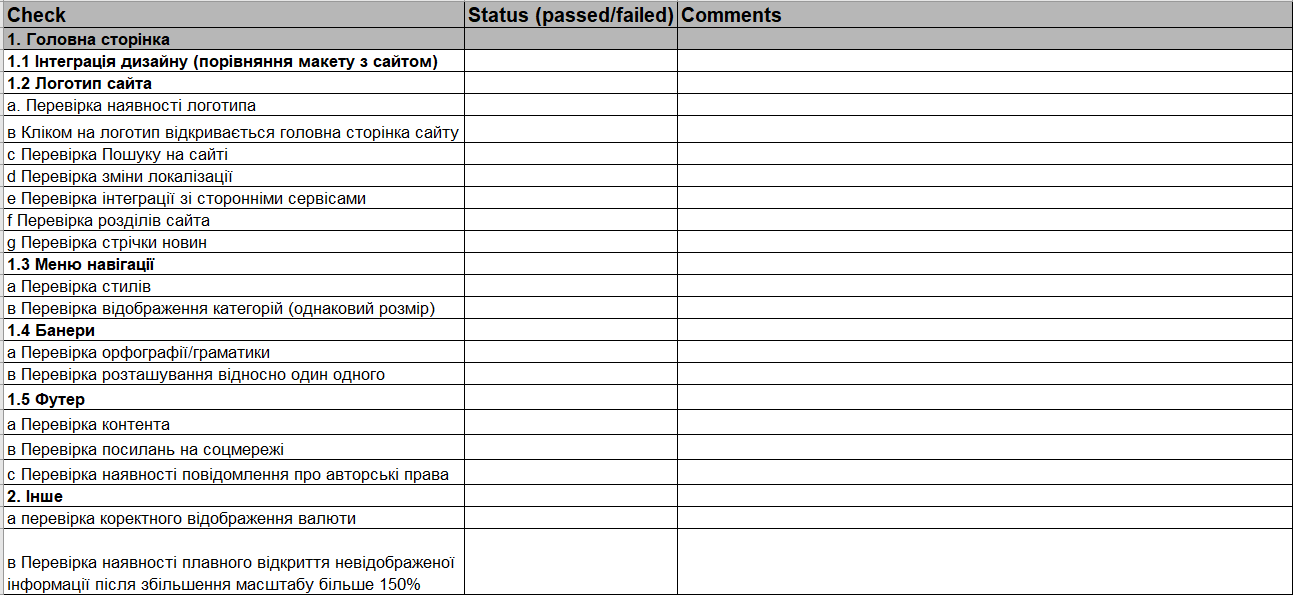 Check Status (passed/failed) Comments
1. Головна сторінка
1.1 Інтеграція дизайну (порівняння макету з сайтом)
1.2 Логотип сайта
а. Перевірка наявності логотипа
в Кліком на логотип відкривається головна сторінка сайту
с Перевірка Пошуку на сайті
d Перевірка зміни локалізації
е Перевірка інтеграції зі сторонніми сервісами
f Перевірка розділів сайта
g Перевірка стрічки новин
1.3 Меню навігації
а Перевірка стилів
в Перевірка відображення категорій (однаковий розмір)
1.4 Банери
а Перевірка орфографії/граматики
в Перевірка розташування відносно один одного
1.5 Футер
а Перевірка контента
в Перевірка посилань на соцмережі
с Перевірка наявності повідомлення про авторські права
2. Інше
а перевірка коректного відображення валюти
в Перевірка наявності плавного відкриття невідображеної
інформації після збільшення масштабу більше 150%